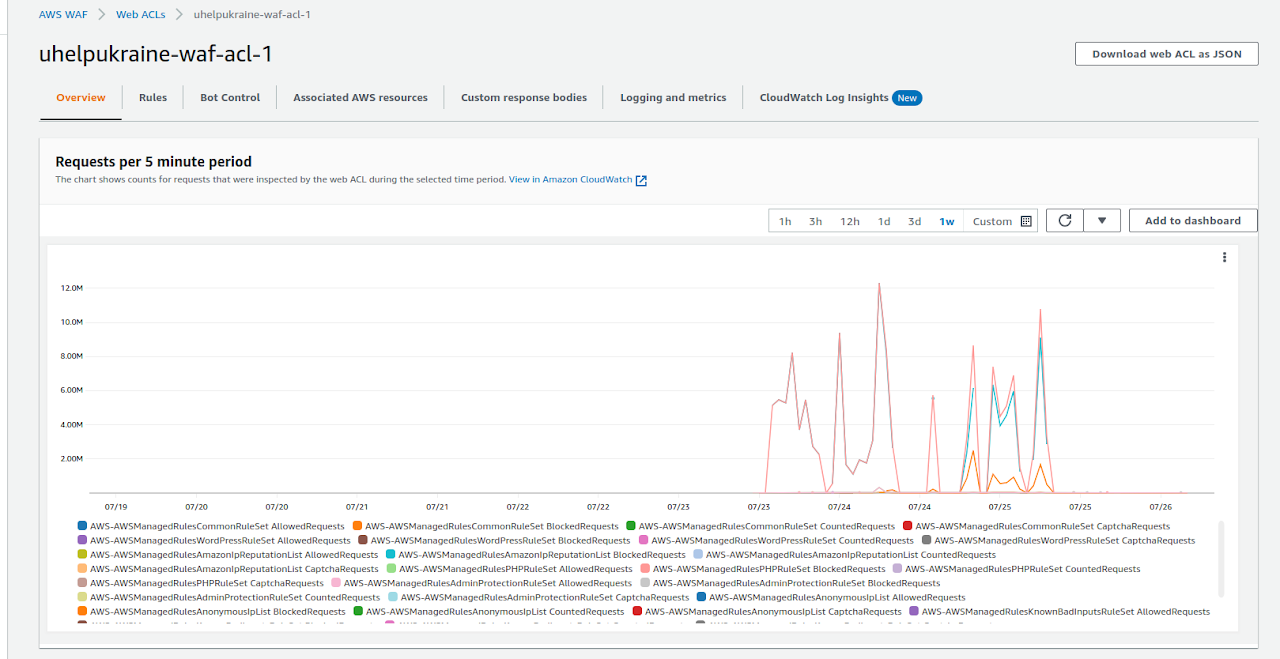 AWS WAF > Web ACLs > uhelpukraine-waf-acl-1
uhelpukraine-waf-acl-1
Download web ACL as JSON
Overview Rules Bot Control Associated AWS resources Custom response bodies Logging and metrics CloudWatch Log Insights New
Requests per 5 minute period
The chart shows counts for requests that were inspected by the web ACL during the selected time period. View in Amazon CloudWatch
1h 3h 12h 1d 3d 1w Custom Add to dashboard
12.0M
10.0M
8.00M
6.00M
4.00M
2.00M
07/19 07/20 07/20 07/21 07/21 07/22 07/22 07/23 07/23 07/24 07/24 07/25 07/25 07/26
AWS-AWSManagedRulesCommonRuleSet AllowedRequests AWS-AWSManagedRulesCommonRuleSet BlockedRequests AWS-AWSManagedRulesCommonRuleSet CountedRequests AWS-AWSManagedRulesCommonRuleSet CaptchaRequests
AWS-AWSManagedRulesWordPressRuleSet AllowedRequests AWS-AWSManagedRulesWordPressRuleSet BlockedRequests AWS-AWSManagedRulesWordPressRuleSet CountedRequests AWS-AWSManagedRulesWordPressRuleSet CaptchaRequests
AWS-AWSManagedRulesAmazonIpReputationList AllowedRequests AWS-AWSManagedRulesAmazonIpReputationList BlockedRequests AWS-AWSManagedRulesAmazonIpReputationList CountedRequests
AWS-AWSManagedRulesAmazonIpReputationList CaptchaRequests AWS-AWSManagedRulesPHPRuleSet AllowedRequests AWS-AWSManagedRulesPHPRuleSet BlockedRequests AWS-AWSManagedRulesPHPRuleSet CountedRequests
AWS-AWSManagedRulesPHPRuleSet CaptchaRequests AWS-AWSManagedRulesAdminProtectionRuleSet AllowedRequests AWS-AWSManagedRulesAdminProtectionRuleSet BlockedRequests
AWS-AWSManagedRulesAdminProtectionRuleSet CountedRequests AWS-AWSManagedRulesAdminProtectionRuleSet CaptchaRequests AWS-AWSManagedRulesAnonymousIpList AllowedRequests
AWS-AWSManagedRulesAnonymousIpList BlockedRequests AWS-AWSManagedRulesAnonymousIpList CountedRequests AWS-AWSManagedRulesAnonymousIpList CaptchaRequests AWS-AWSManagedRulesKnownBadInputsRuleSet AllowedRequests